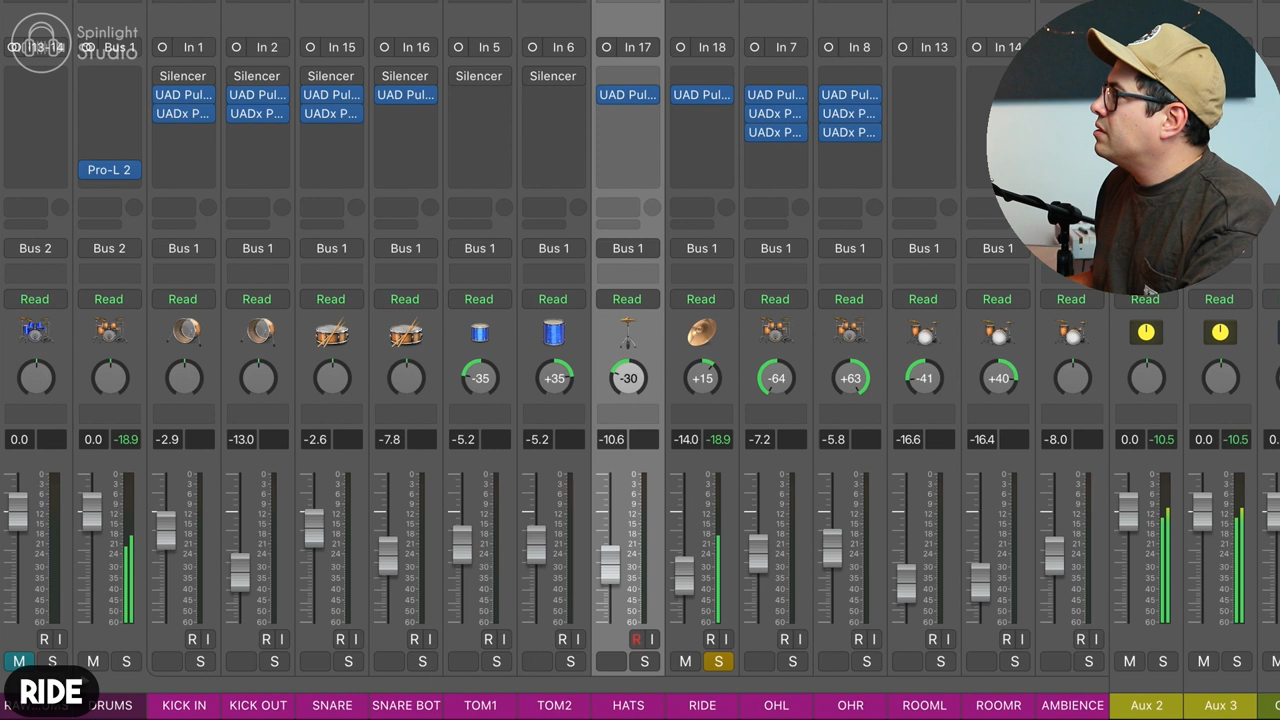 Spinlight
Studio
Bus 1 In 1 In 2 In 15 In 16 In 5 In 6 In 17 In 18 In 7 In 8 In 13 In 14
Silencer Silencer Silencer Silencer Silencer Silencer
UAD Pul... UAD Pul... UAD Pul... UAD Pul... UAD Pul... UAD Pul... UAD Pul... UAD Pul...
UADx P... UADx P... UADx P... UADx P... UADx P...
UADx P... UADx P...
Pro-L 2
Bus 2 Bus 2 Bus 1 Bus 1 Bus 1 Bus 1 Bus 1 Bus 1 Bus 1 Bus 1 Bus 1 Bus 1 Bus 1 Bus 1
Read Read Read Read Read Read Read Read Read Read Read Read Read Read Read Read Read
-35 +35 -30 +15 -64 +63 -41 +40
0.0 0.0 -18.9 -2.9 -13.0 -2.6 -7.8 -5.2 -5.2 -10.6 -14.0 -18.9 -7.2 -5.8 -16.6 -16.4 -8.0 0.0 -10.5 0.0 -10.5
R I R I R I R I R I R I R I R I R I R I R I R I R I R I R I
M S M S S S S S S S S M S S S S S S M S M S
RIDE
DRUMS KICK IN KICK OUT SNARE SNARE BOT TOM1 TOM2 HATS RIDE OHL OHR ROOML ROOMR AMBIENCE Aux 2 Aux 3